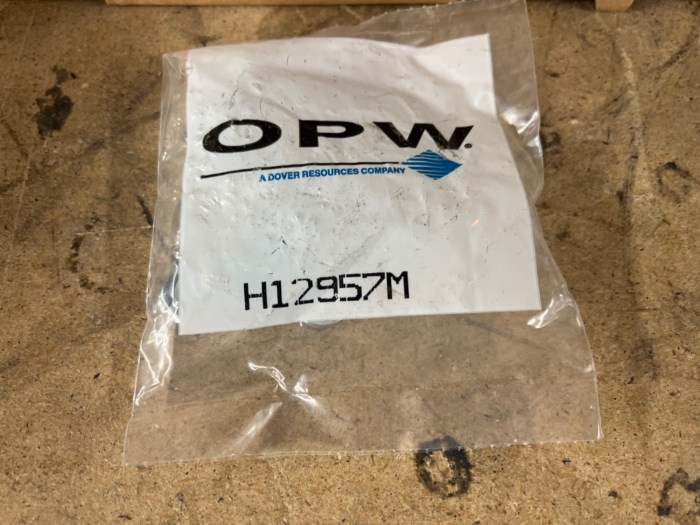 OPW.
A DOVER RESOURCES COMPANY
H12957M